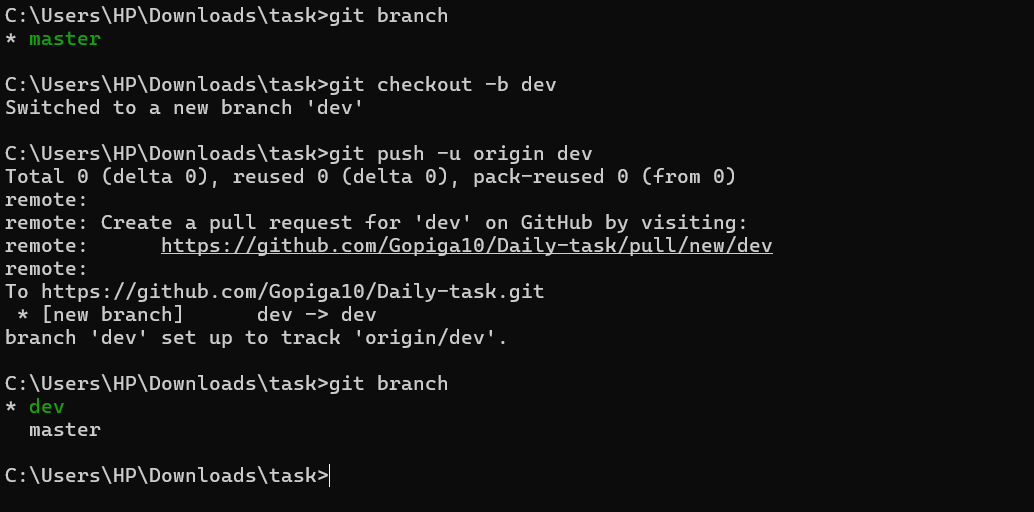 C:\Users\HP\Downloads\task>git branch
* master
C:\Users\HP\Downloads\task>git checkout -b dev
Switched to a new branch 'dev'
C:\Users\HP\Downloads\task>git push -u origin dev
Total 0 (delta 0), reused 0 (delta 0), pack-reused 0 (from 0)
remote:
remote: Create a pull request for 'dev' on GitHub by visiting:
remote:      https://github.com/Gopiga10/Daily-task/pull/new/dev
remote:
To https://github.com/Gopiga10/Daily-task.git
 * [new branch]      dev -> dev
branch 'dev' set up to track 'origin/dev'.
C:\Users\HP\Downloads\task>git branch
* dev
  master
C:\Users\HP\Downloads\task>